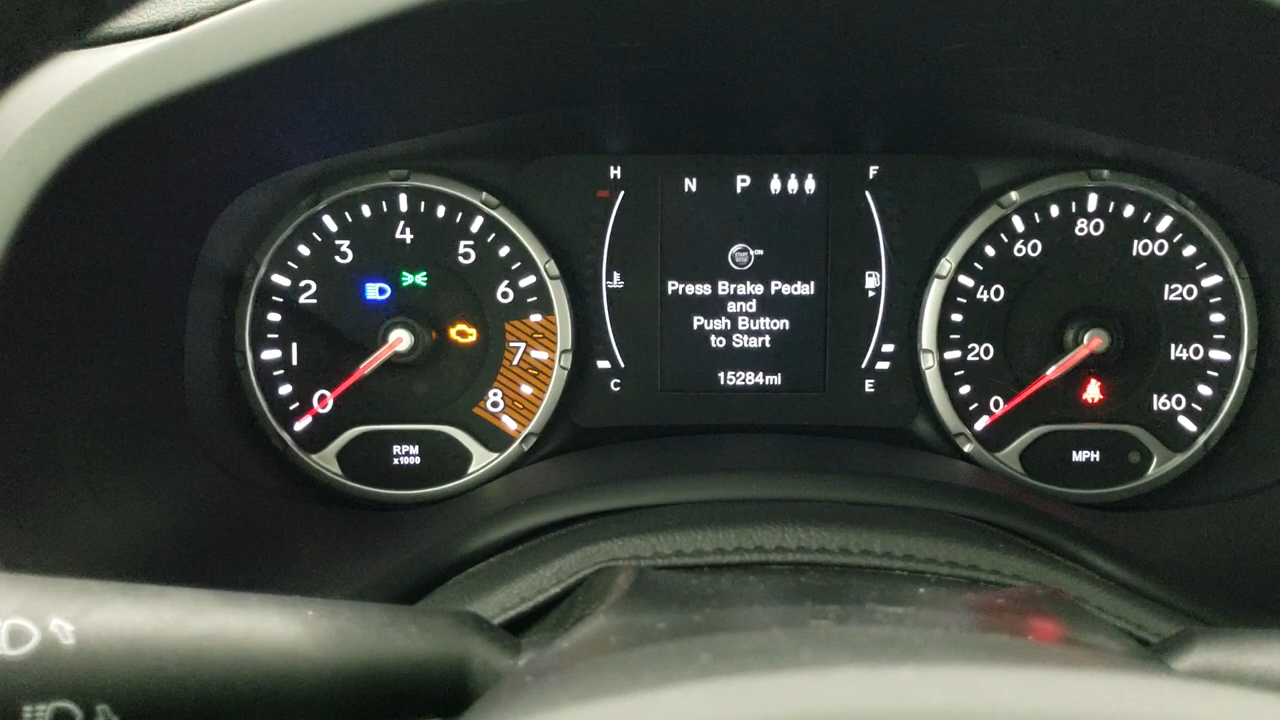 0
1
2
3
4
5
6
7
8
RPM
x1000
H
C
N P
START
ON
Press Brake Pedal
and
Push Button
to Start
15284mi
F
E
0
20
40
60
80
100
120
140
160
MPH